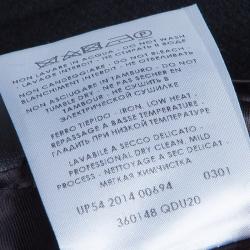 NON LAVARE IN ACQUA - DO NOT WASH
LAVAGE INTERDIT - НЕ СТИРАТЬ В ВОДЕ
NON CANDEGGIARE - DO NOT BLEACH
BLANCHIMENT INTERDIT - НЕ ОТБЕЛИВАТЬ
NON ASCIUGARE IN TAMBURO - DO NOT
TUMBLE DRY - NE PAS SECHER EN
TAMBOUR - НЕ СУШИТЬ В
ЭЛЕКТРИЧЕСКОЙ СУШИЛКЕ
FERRO TIEPIDO - IRON, LOW HEAT -
REPASSAGE A BASSE TEMPERATURE -
ГЛАДИТЬ ПРИ НИЗКОЙ ТЕМПЕРАТУРЕ
LAVABILE A SECCO DELICATO -
PROFESSIONAL DRY CLEAN. MILD
PROCESS - NETTOYAGE A SEC DELICAT -
UP54 2014 00694 0301
360148 QDU20